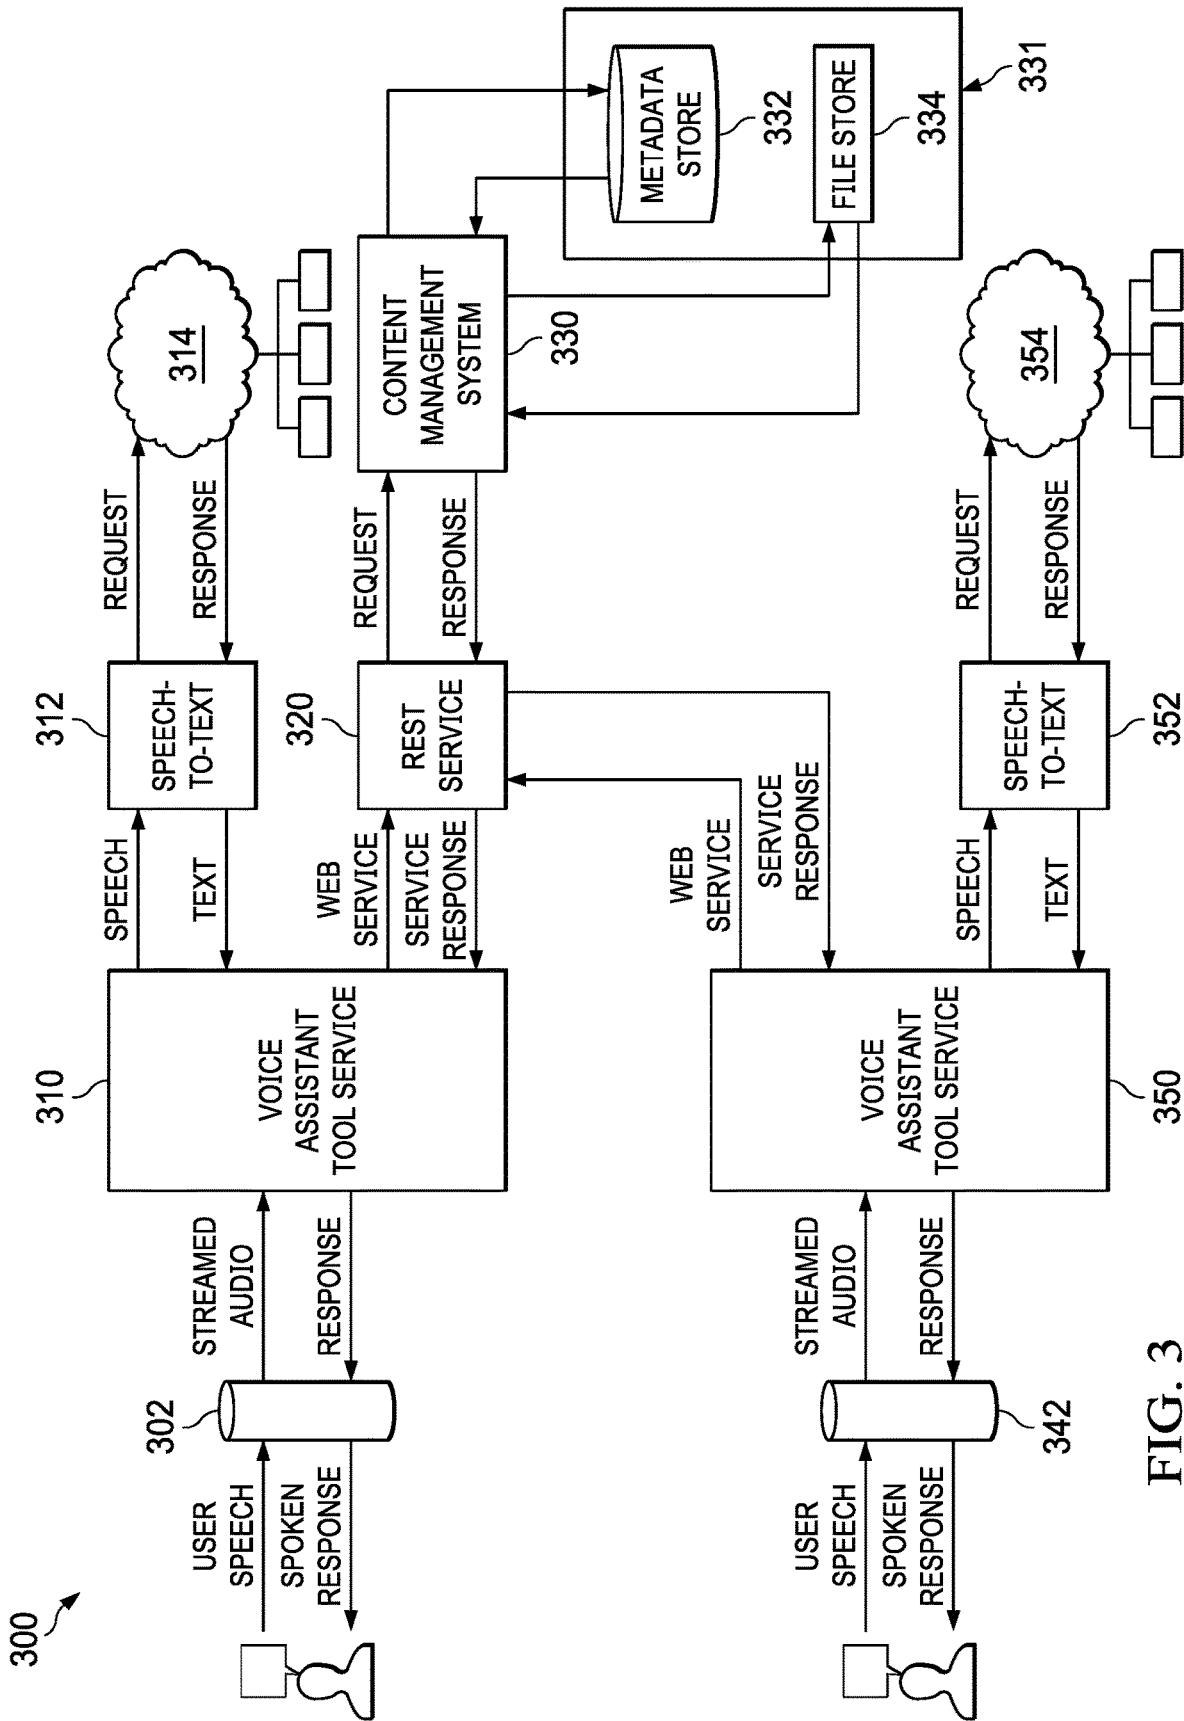 300
USER
SPEECH
SPOKEN
RESPONSE
302
STREAMED
AUDIO
RESPONSE
310
VOICE
ASSISTANT
TOOL SERVICE
SPEECH
TEXT
312
SPEECH-
TO-TEXT
REQUEST
RESPONSE
314
WEB
SERVICE
SERVICE
RESPONSE
320
REST
SERVICE
REQUEST
RESPONSE
CONTENT
MANAGEMENT
SYSTEM
330
METADATA
STORE
332
FILE STORE
334
331
USER
SPEECH
SPOKEN
RESPONSE
342
STREAMED
AUDIO
RESPONSE
VOICE
ASSISTANT
TOOL SERVICE
350
WEB
SERVICE
SERVICE
RESPONSE
SPEECH
TEXT
SPEECH-
TO-TEXT
352
REQUEST
RESPONSE
354
FIG. 3